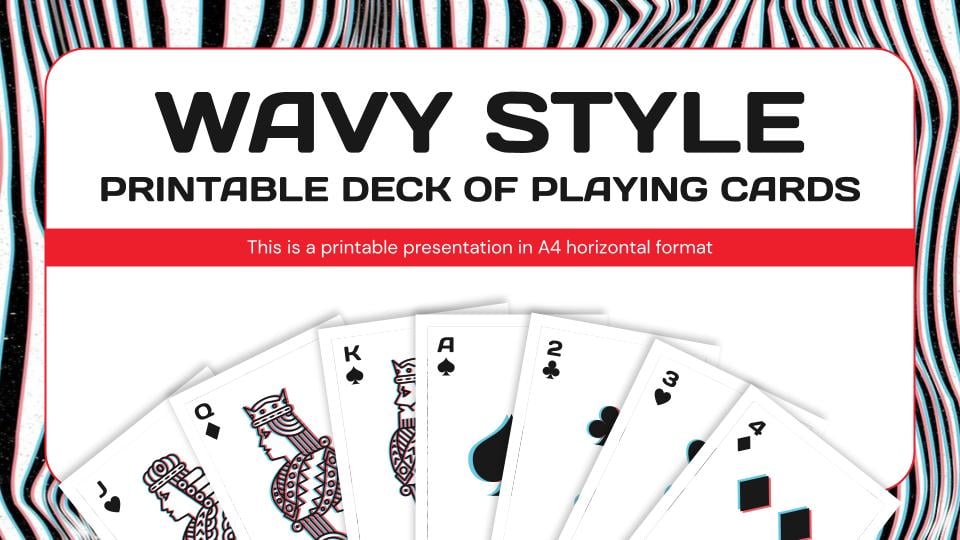 WAVY STYLE
PRINTABLE DECK OF PLAYING CARDS
This is a printable presentation in A4 horizontal format
J
Q
K
A
2
3
4